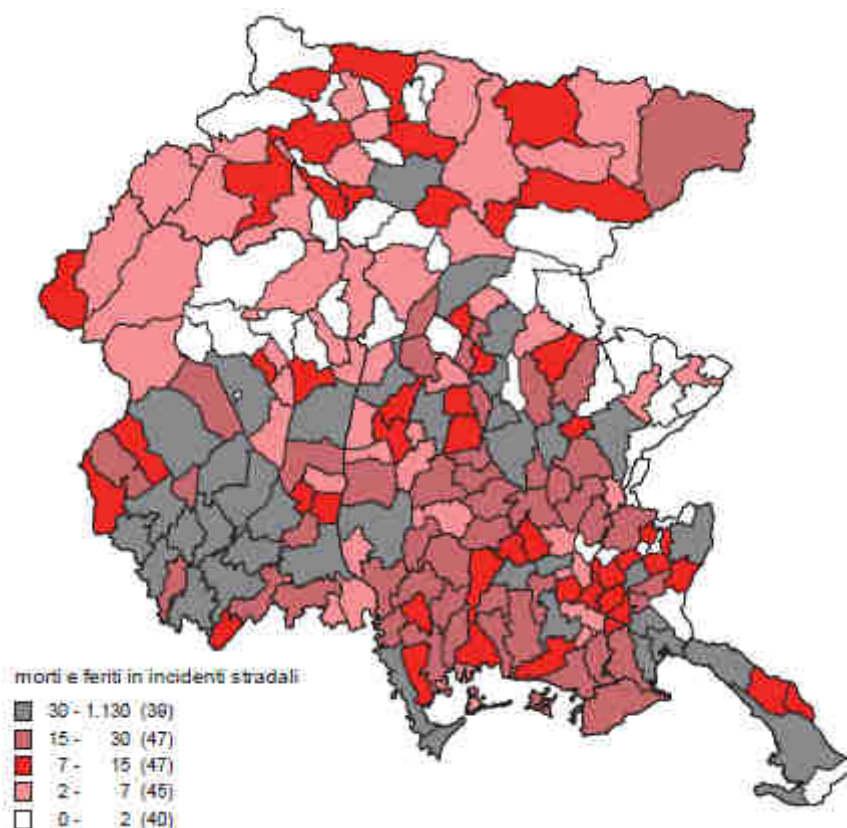 morti e feriti in incidenti stradali
30 - 1.130 (39)
15 - 30 (47)
7 - 15 (47)
2 - 7 (45)
0 - 2 (40)